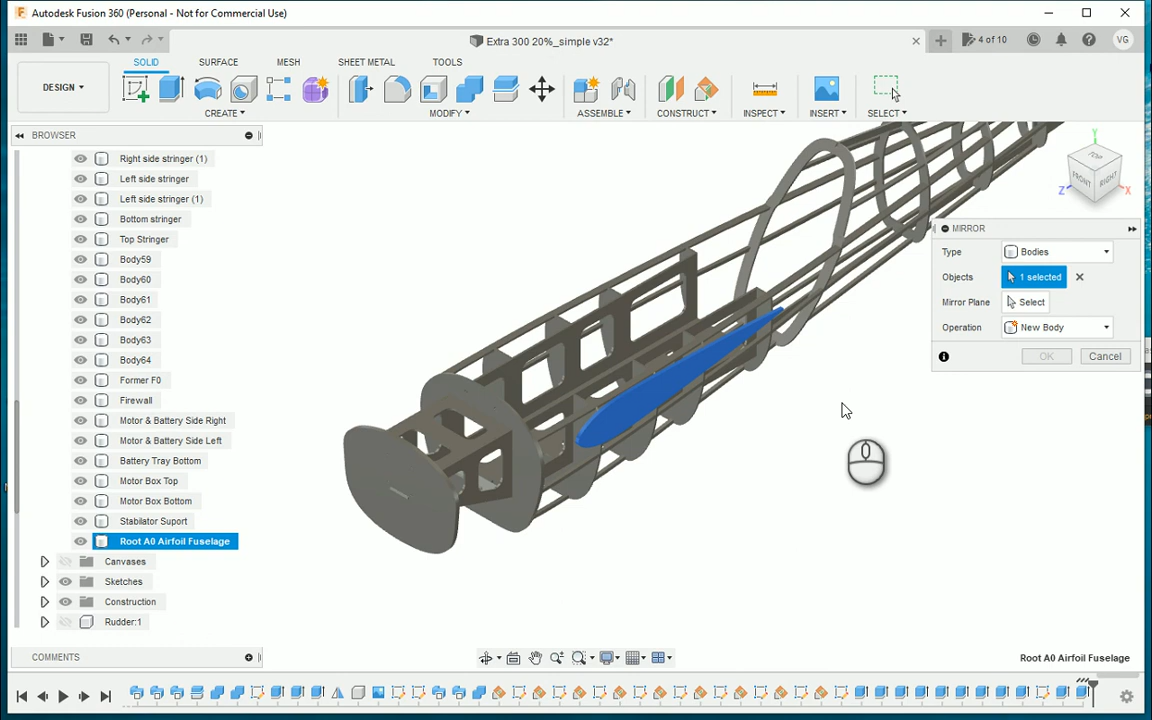 Autodesk Fusion 360 (Personal - Not for Commercial Use)
Extra 300 20%_simple v32*
4 of 10
VG
SOLID
SURFACE
MESH
SHEET METAL
TOOLS
DESIGN
CREATE
MODIFY
ASSEMBLE
CONSTRUCT
INSPECT
INSERT
SELECT
BROWSER
Right side stringer (1)
Left side stringer
Left side stringer (1)
Bottom stringer
Top Stringer
Body59
Body60
Body61
Body62
Body63
Body64
Former F0
Firewall
Motor & Battery Side Right
Motor & Battery Side Left
Battery Tray Bottom
Motor Box Top
Motor Box Bottom
Stabilator Suport
Root A0 Airfoil Fuselage
Canvases
Sketches
Construction
Rudder:1
COMMENTS
Y
TOP
FRONT
RIGHT
Z
X
MIRROR
Type
Bodies
Objects
1 selected
Mirror Plane
Select
Operation
New Body
OK
Cancel
Root A0 Airfoil Fuselage